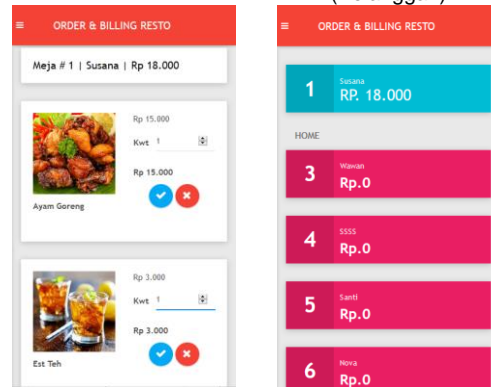 ORDER & BILLING RESTO
Meja # 1 | Susana | Rp 18.000
Rp 15.000
Kwt 1
Rp 15.000
Ayam Goreng
Rp 3.000
Kwt 1
Rp 3.000
Est Teh
ORDER & BILLING RESTO
1
Susana
RP. 18.000
HOME
3
Wawan
Rp.0
4
ssss
Rp.0
5
Santi
Rp.0
6
Nova
Rp.0